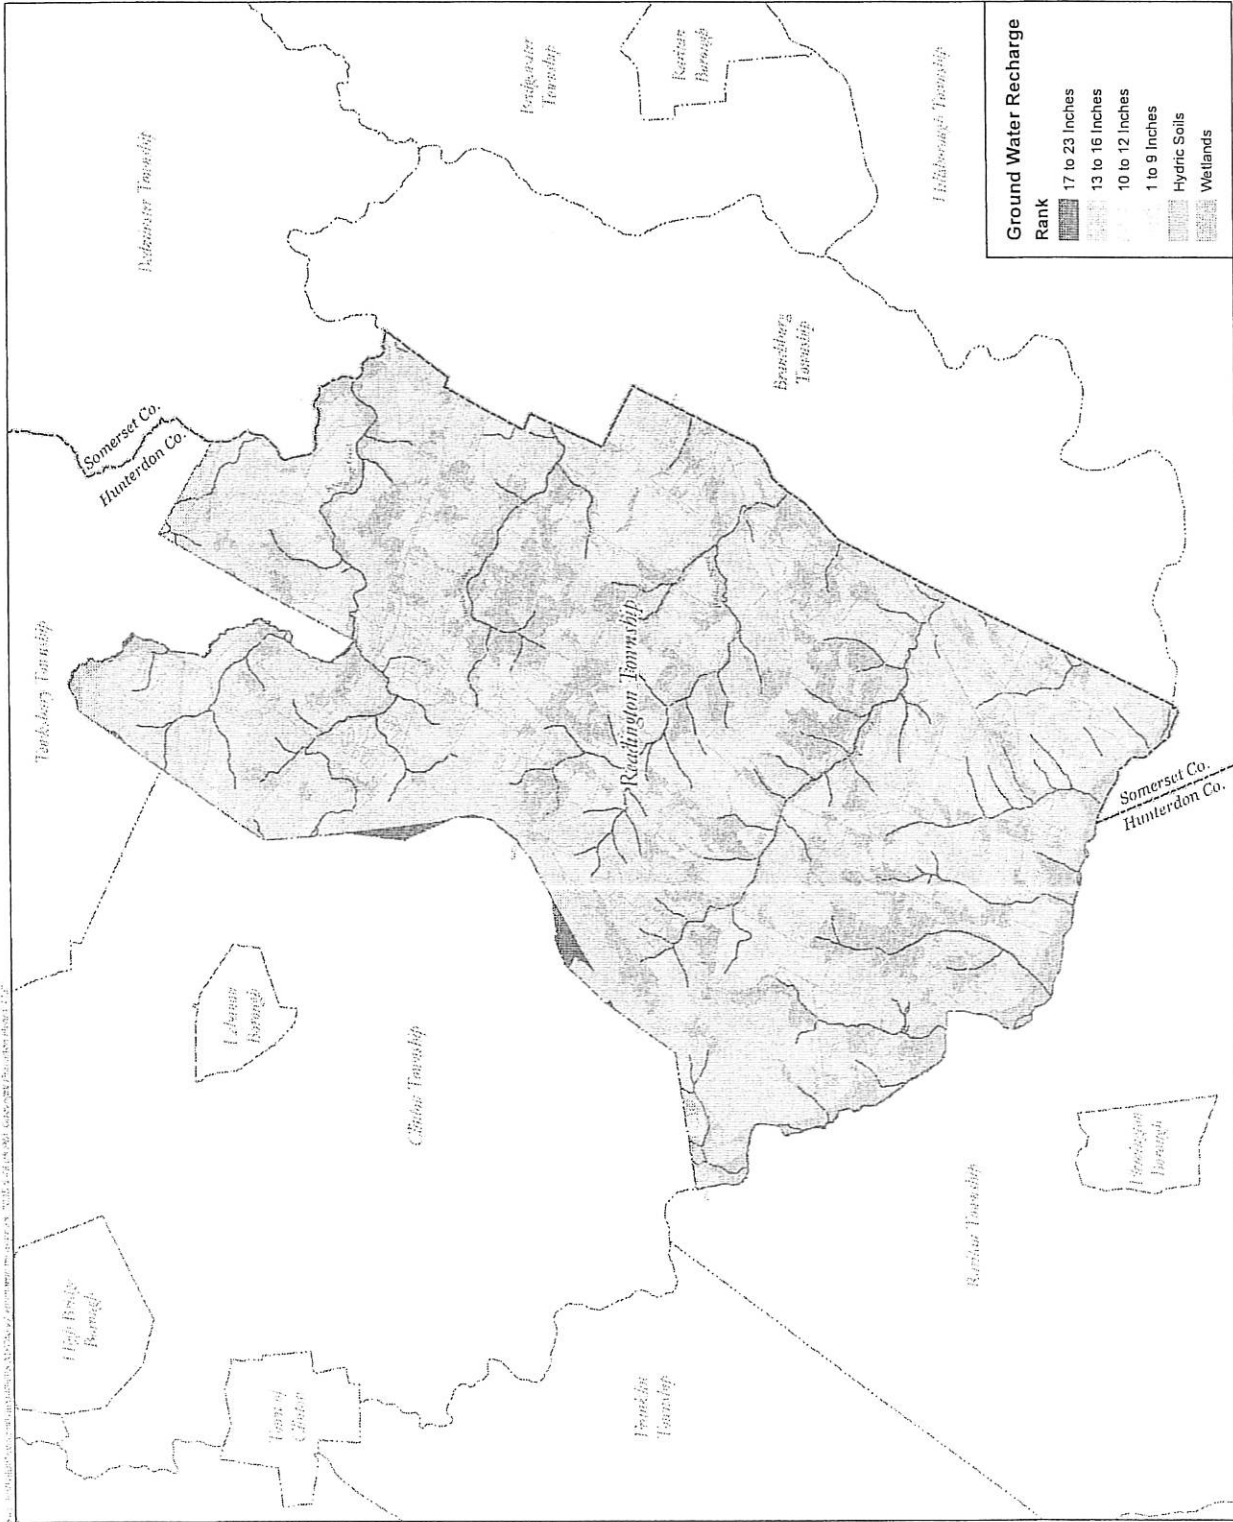 Tewksbury Township
Bedminster Township
Somerset Co.
Hunterdon Co.
Bridgewater
Township
Raritan
Borough
High Bridge
Borough
Lebanon
Borough
Town of
Clinton
Clinton Township
Readington Township
Branchburg
Township
Hillsborough Township
Franklin
Township
Raritan Township
Flemington
Borough
Somerset Co.
Hunterdon Co.
Ground Water Recharge
Rank
17 to 23 Inches
13 to 16 Inches
10 to 12 Inches
1 to 9 Inches
Hydric Soils
Wetlands